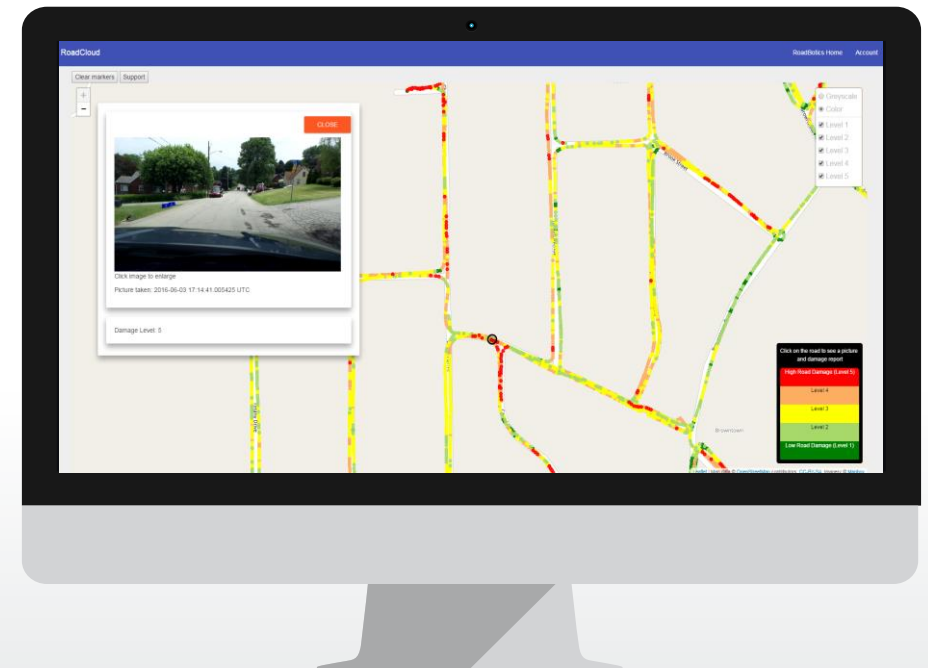 RoadCloud
RoadBotics Home Account
Clear markers Support
+
-
CLOSE
Click image to enlarge
Picture taken: 2016-06-03 17:14:41.005425 UTC
Damage Level: 5
Greyscale
Color
Level 1
Level 2
Level 3
Level 4
Level 5
Browntown
Click on the road to see a picture
and damage report
High Road Damage (Level 5)
Level 4
Level 3
Level 2
Low Road Damage (Level 1)